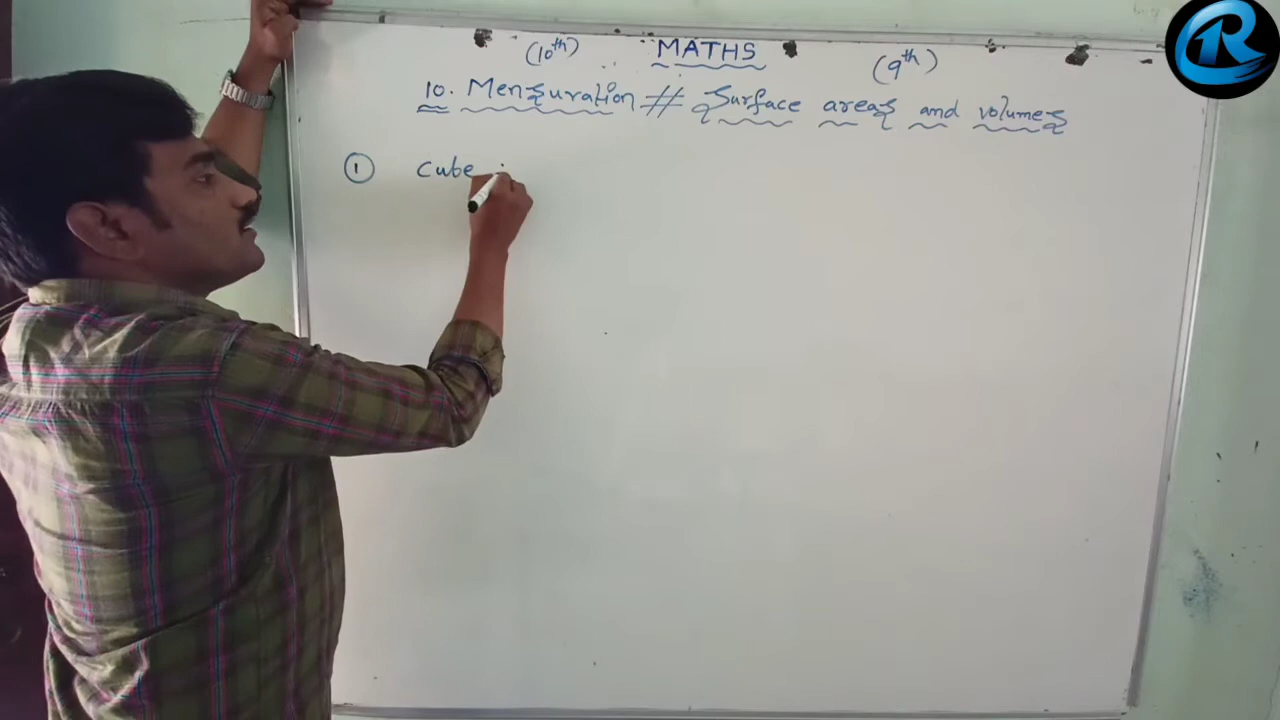 (10th) MATHS (9th)
10. Mensuration # Surface areas and volumes
① Cube :
R